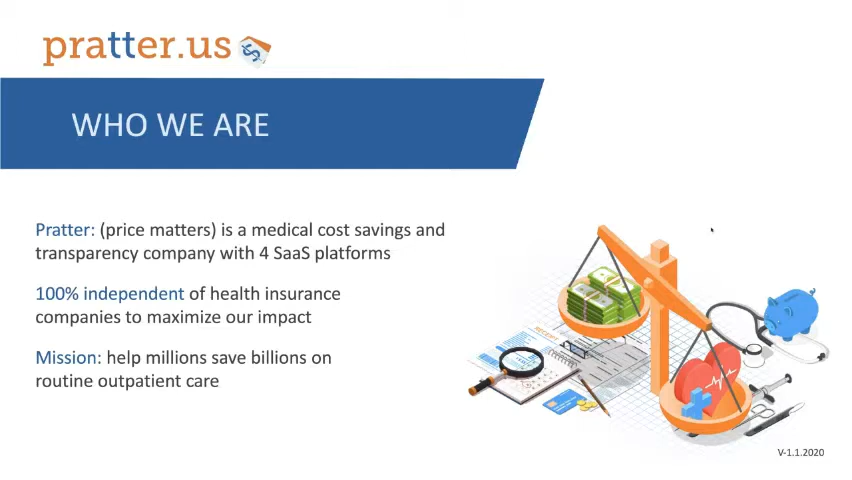 pratter.us
WHO WE ARE
Pratter: (price matters) is a medical cost savings and
transparency company with 4 SaaS platforms
100% independent of health insurance
companies to maximize our impact
Mission: help millions save billions on
routine outpatient care
RECEIPT
V-1.1.2020